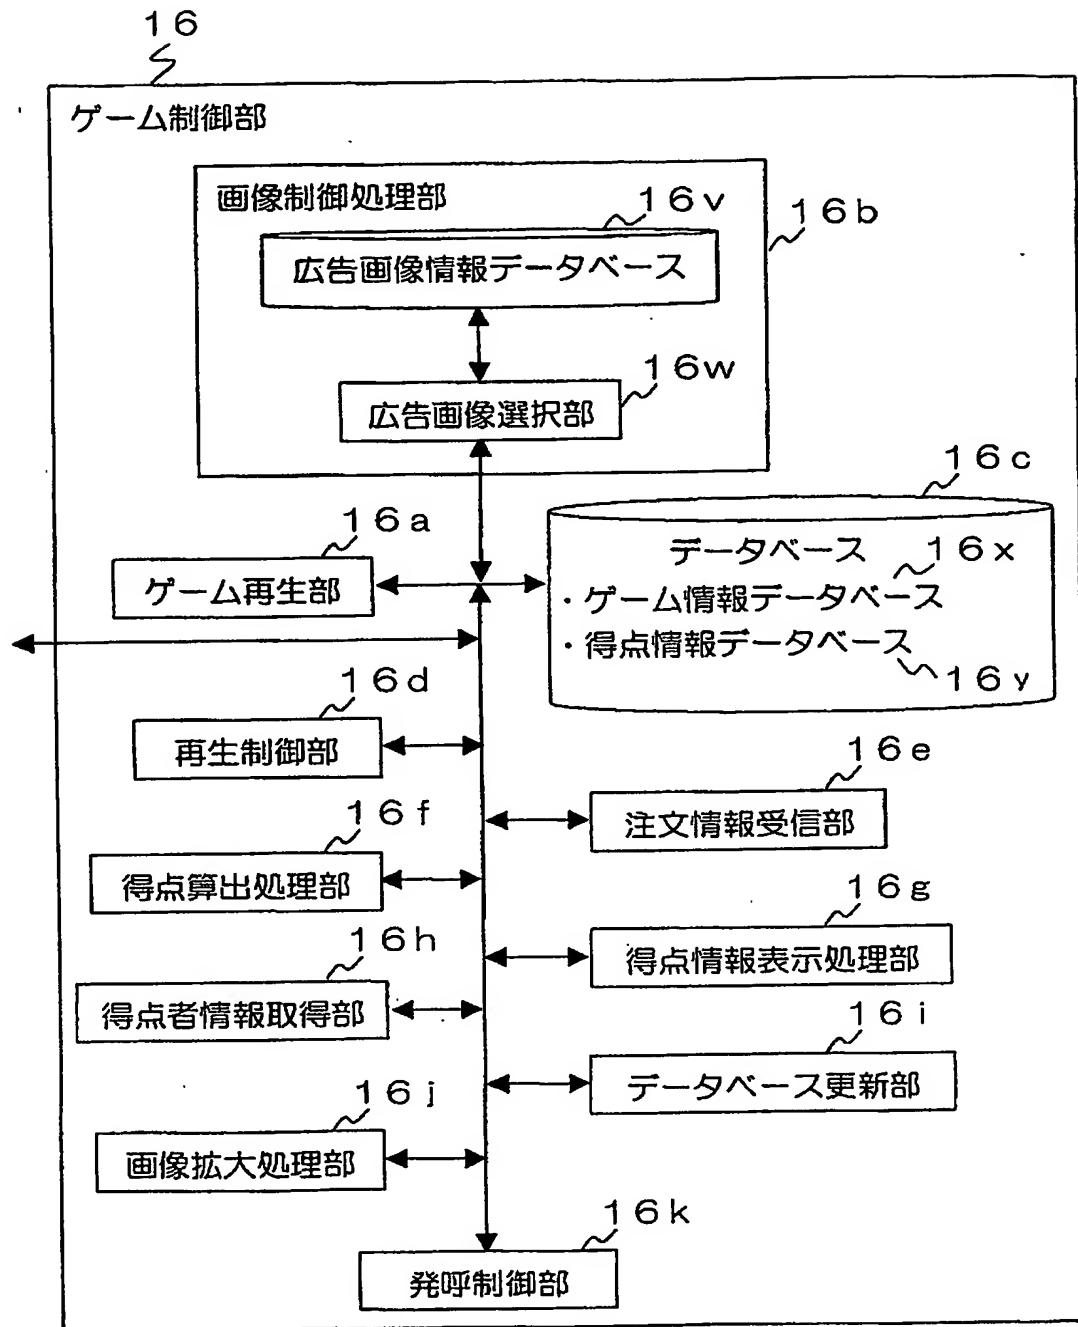 16
ゲーム制御部
画像制御処理部
16v
16b
広告画像情報データベース
16w
広告画像選択部
16c
16a
データベース
16x
ゲーム再生部
・ゲーム情報データベース
・得点情報データベース
16y
16d
再生制御部
16e
注文情報受信部
16f
得点算出処理部
16g
得点情報表示処理部
16h
得点者情報取得部
16i
データベース更新部
16j
画像拡大処理部
16k
発呼制御部